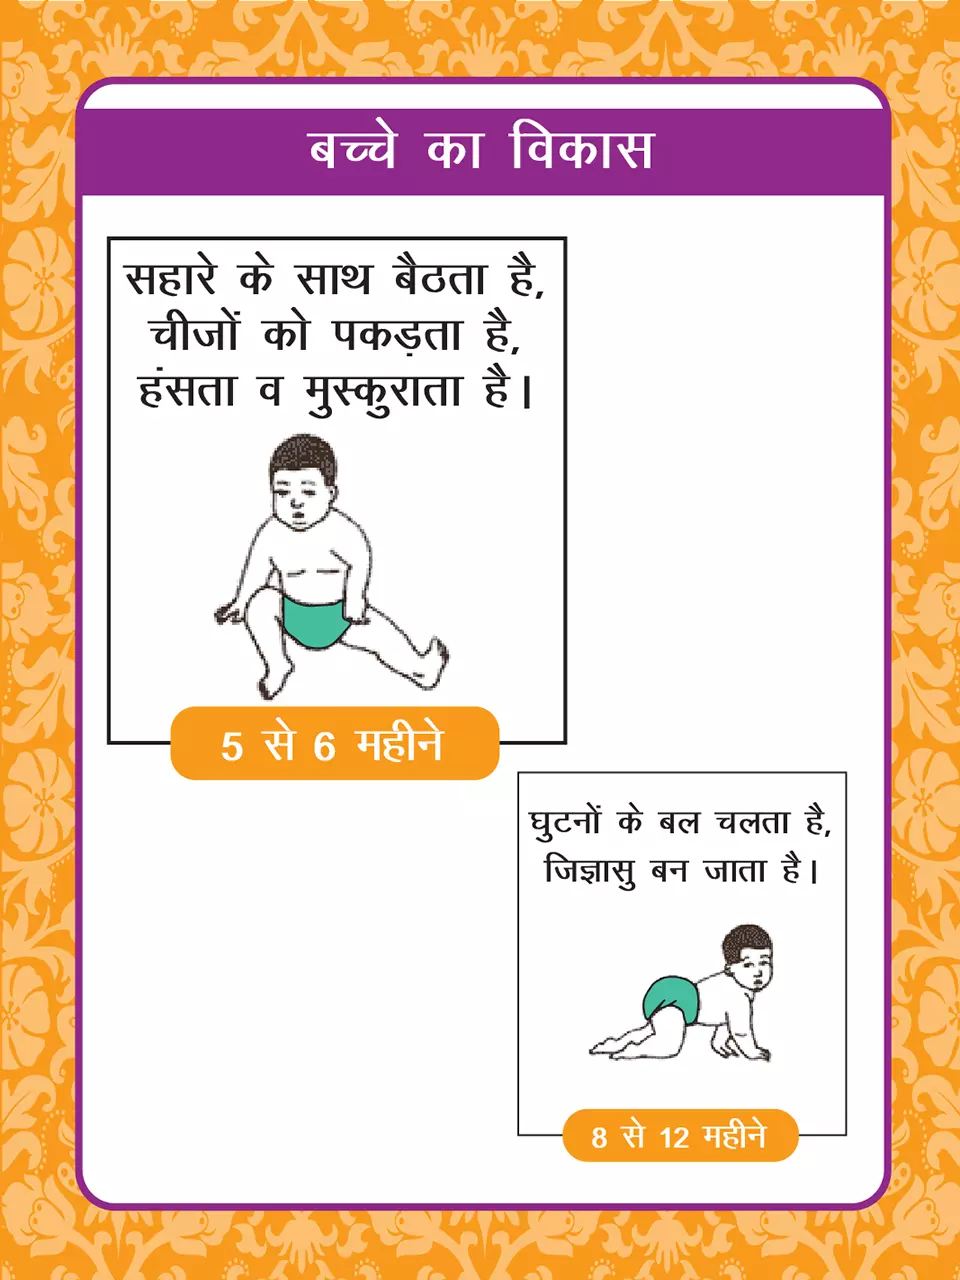 बच्चे का विकास
सहारे के साथ बैठता है,
चीजों को पकड़ता है,
हंसता व मुस्कुराता है।
5 से 6 महीने
घुटनों के बल चलता है,
जिज्ञासु बन जाता है।
8 से 12 महीने